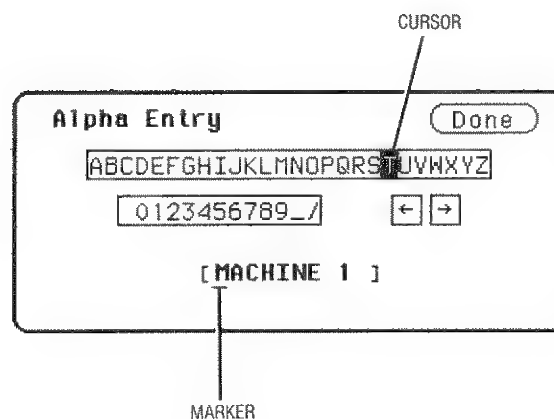 CURSOR
Alpha Entry Done
ABCDEFGHIJKLMNOPQRSTUVWXYZ
0123456789_/ ← →
[MACHINE 1 ]
MARKER